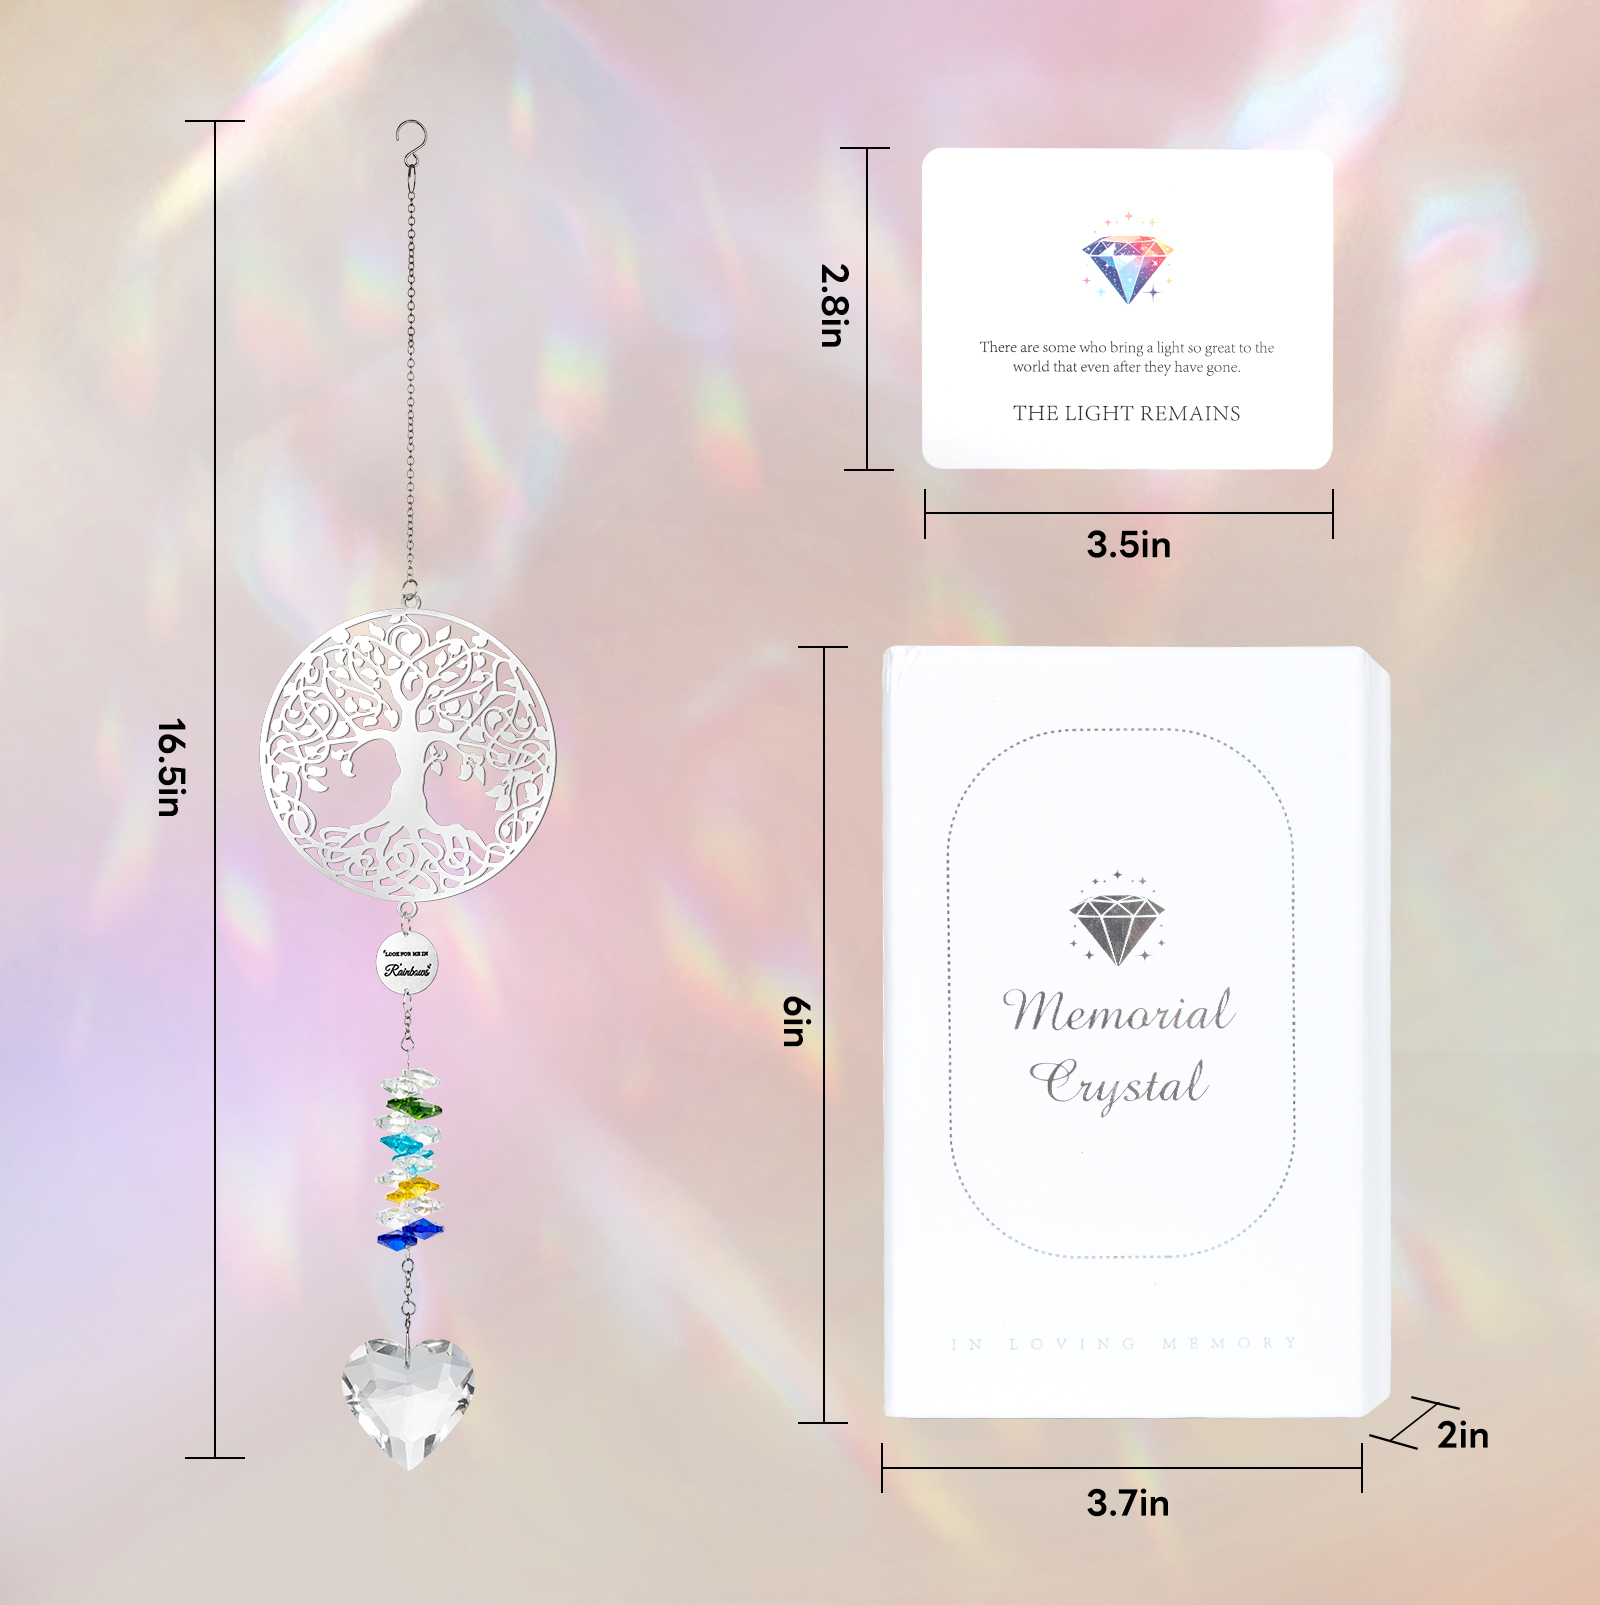 16.5in
"LOOK FOR ME IN
Rainbows"
2.8in
There are some who bring a light so great to the
world that even after they have gone.
THE LIGHT REMAINS
3.5in
6in
Memorial
Crystal
IN LOVING MEMORY
2in
3.7in